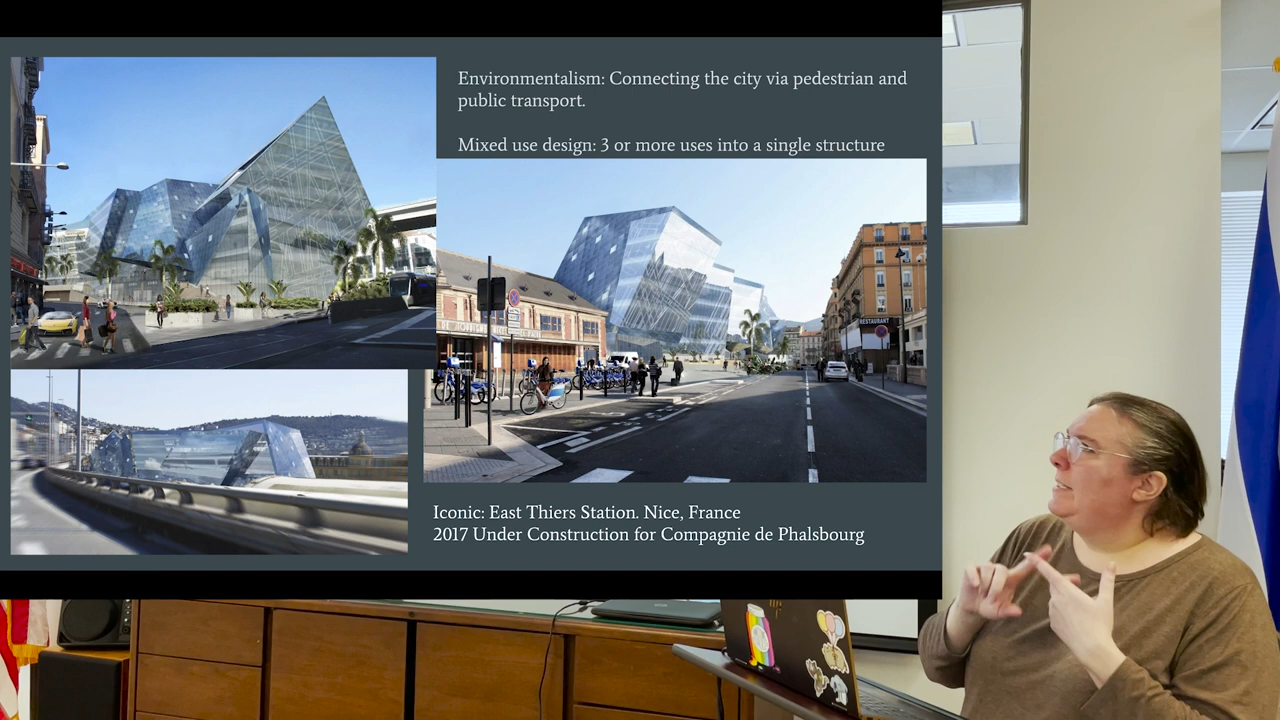 Environmentalism: Connecting the city via pedestrian and
public transport.
Mixed use design: 3 or more uses into a single structure
RESTAURANT
Iconic: East Thiers Station. Nice, France
2017 Under Construction for Compagnie de Phalsbourg